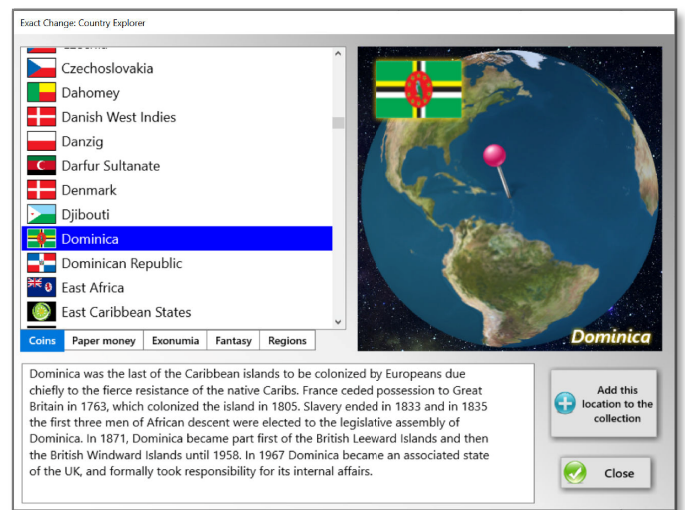 Exact Change: Country Explorer
Czechoslovakia
Dahomey
Danish West Indies
Danzig
Darfur Sultanate
Denmark
Djibouti
Dominica
Dominican Republic
East Africa
East Caribbean States
Coins
Paper money
Exonumia
Fantasy
Regions
Dominica
Dominica was the last of the Caribbean islands to be colonized by Europeans due
chiefly to the fierce resistance of the native Caribs. France ceded possession to Great
Britain in 1763, which colonized the island in 1805. Slavery ended in 1833 and in 1835
the first three men of African descent were elected to the legislative assembly of
Dominica. In 1871, Dominica became part first of the British Leeward Islands and then
the British Windward Islands until 1958. In 1967 Dominica became an associated state
of the UK, and formally took responsibility for its internal affairs.
Add this
location to the
collection
Close